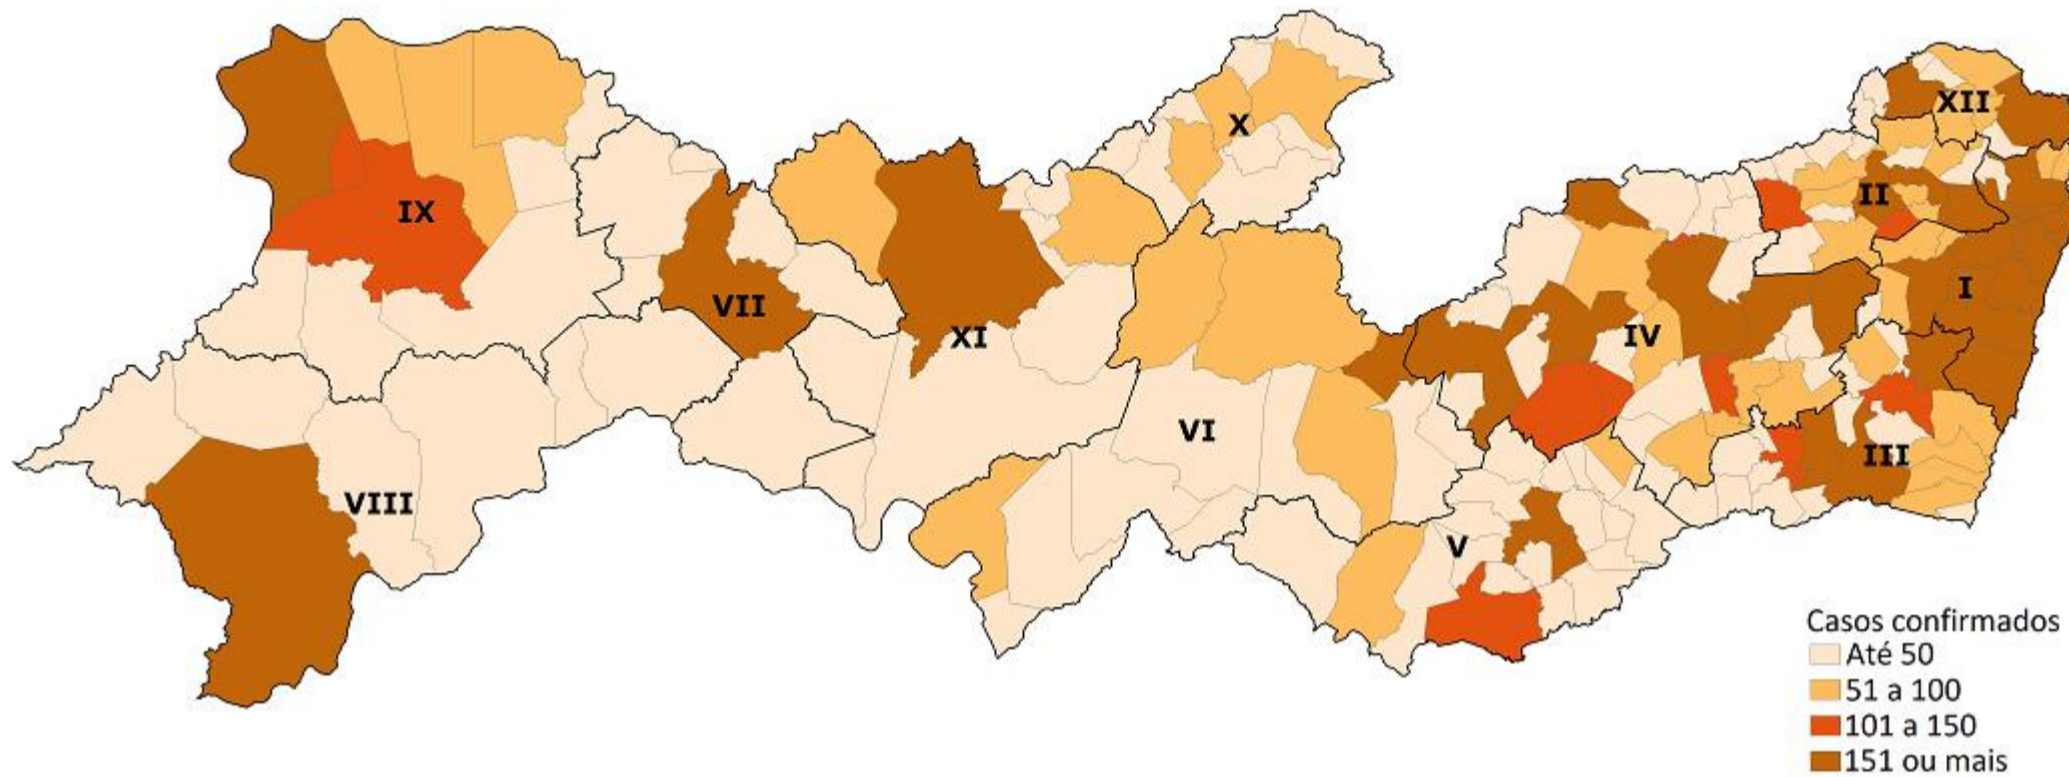 XII
X
II
IX
I
VII
IV
XI
VI
III
VIII
V
Casos confirmados
Até 50
51 a 100
101 a 150
151 ou mais